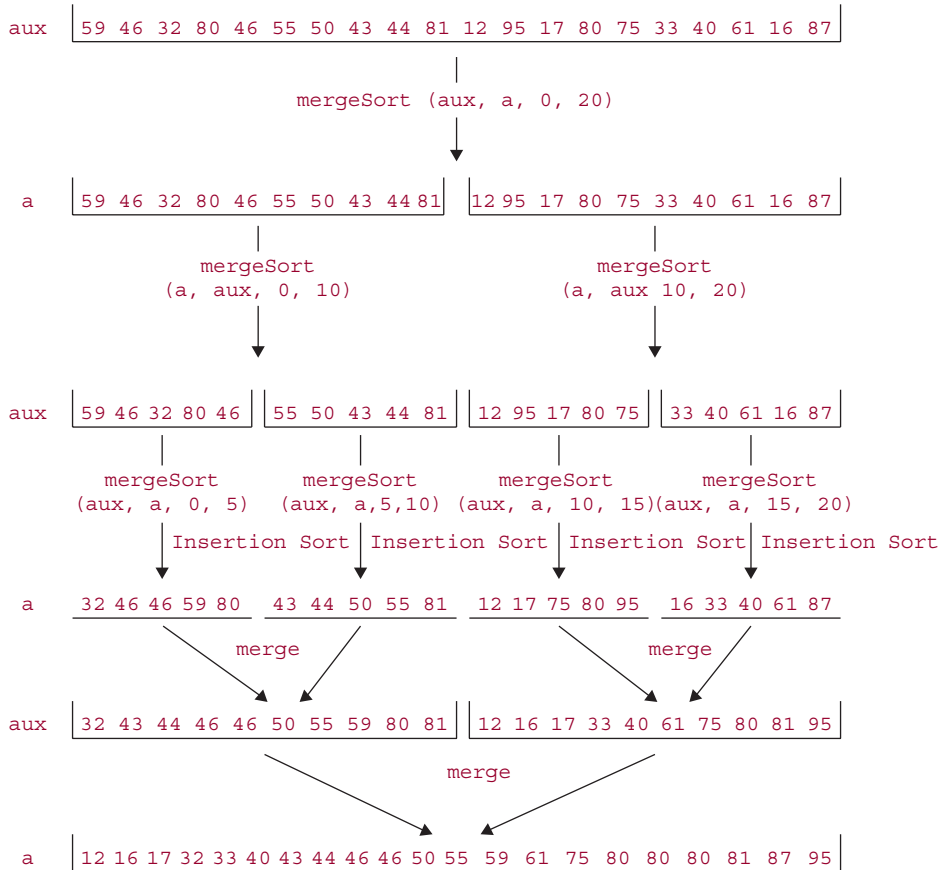 aux 59 46 32 80 46 55 50 43 44 81 12 95 17 80 75 33 40 61 16 87
mergeSort (aux, a, 0, 20)
a 59 46 32 80 46 55 50 43 44 81 12 95 17 80 75 33 40 61 16 87
mergeSort mergeSort
(a, aux, 0, 10) (a, aux 10, 20)
aux 59 46 32 80 46 55 50 43 44 81 12 95 17 80 75 33 40 61 16 87
mergeSort mergeSort mergeSort mergeSort
(aux, a, 0, 5) (aux, a,5,10) (aux, a, 10, 15) (aux, a, 15, 20)
Insertion Sort Insertion Sort Insertion Sort Insertion Sort
a 32 46 46 59 80 43 44 50 55 81 12 17 75 80 95 16 33 40 61 87
merge merge
aux 32 43 44 46 46 50 55 59 80 81 12 16 17 33 40 61 75 80 81 95
merge
a 12 16 17 32 33 40 43 44 46 46 50 55 59 61 75 80 80 80 81 87 95